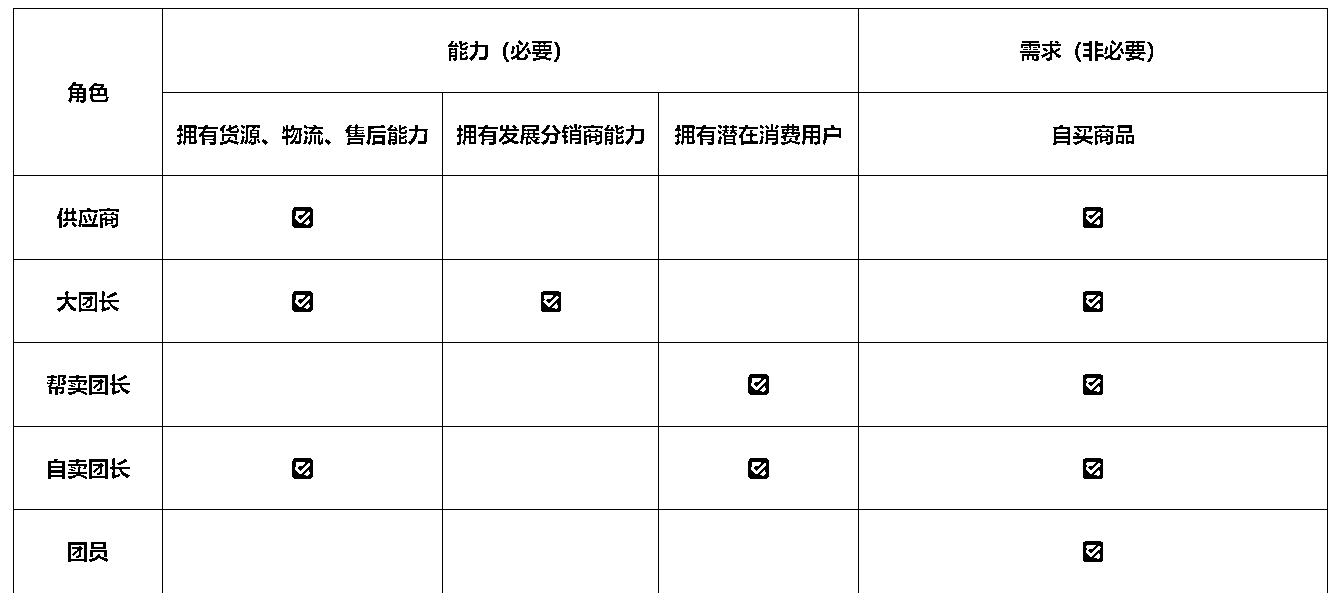 角色
能力（必要）
需求（非必要）
拥有货源、物流、售后能力
拥有发展分销商能力
拥有潜在消费用户
自买商品
供应商
大团长
帮卖团长
自卖团长
团员